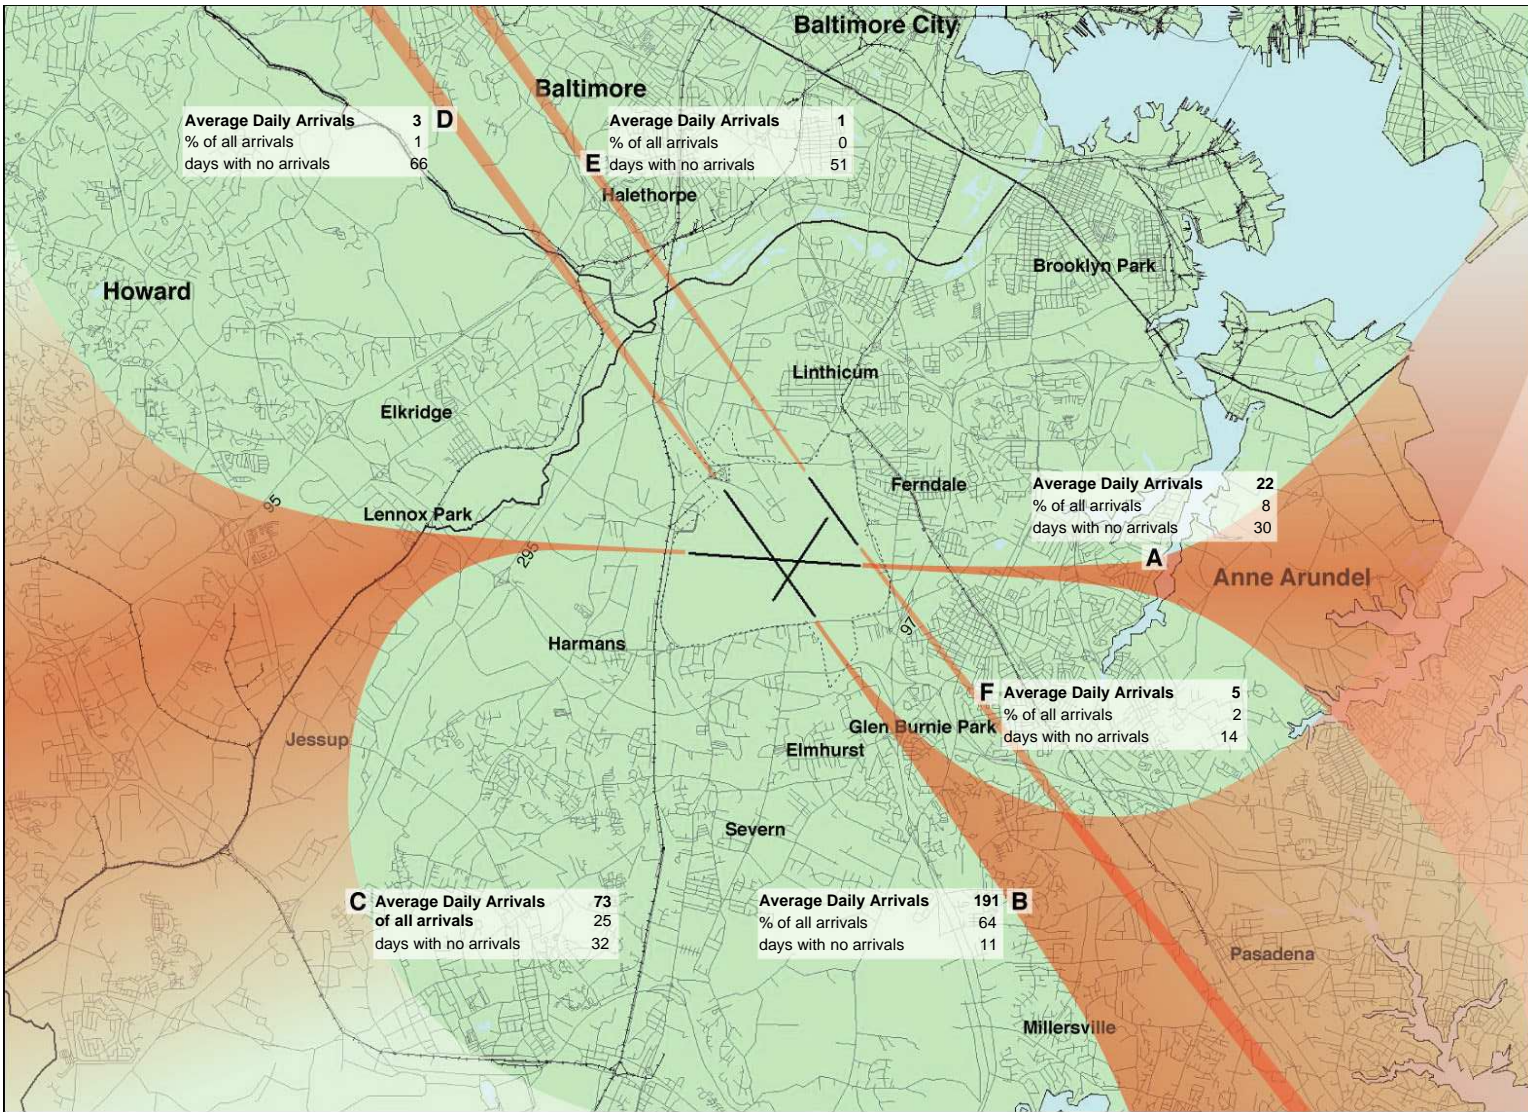 Baltimore City
Baltimore
Average Daily Arrivals 3
% of all arrivals 1
days with no arrivals 66
D
Average Daily Arrivals 1
% of all arrivals 0
days with no arrivals 51
E
Halethorpe
Brooklyn Park
Howard
Linthicum
Elkridge
Ferndale
Average Daily Arrivals 22
% of all arrivals 8
days with no arrivals 30
A
95
Lennox Park
295
Anne Arundel
97
Harmans
F
Average Daily Arrivals 5
% of all arrivals 2
days with no arrivals 14
Glen Burnie Park
Jessup
Elmhurst
Severn
C
Average Daily Arrivals 73
of all arrivals 25
days with no arrivals 32
Average Daily Arrivals 191
% of all arrivals 64
days with no arrivals 11
B
Pasadena
Millersville